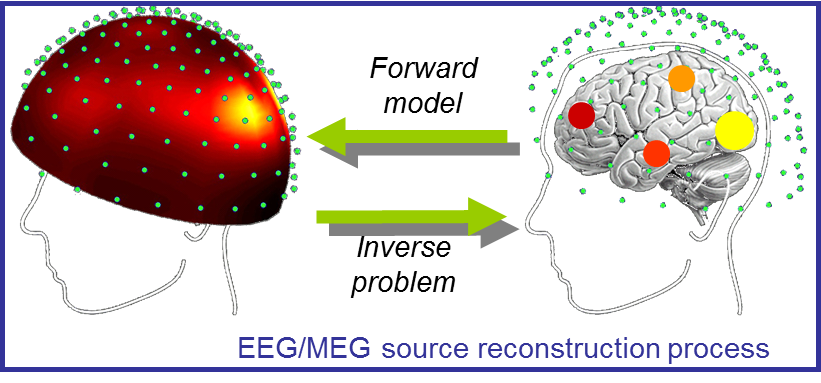 Forward
model
Inverse
problem
EEG/MEG source reconstruction process